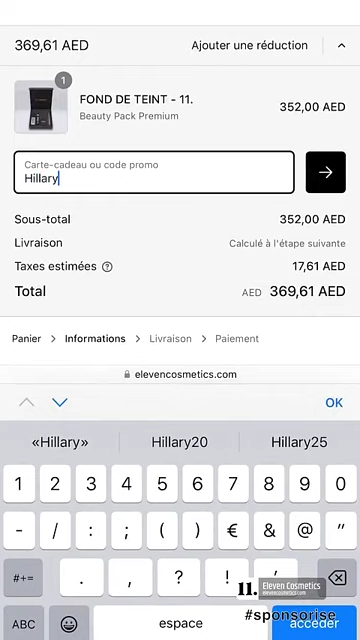 369,61 AED Ajouter une réduction
1
FOND DE TEINT - 11. 352,00 AED
Beauty Pack Premium
Carte-cadeau ou code promo
Hillary
Sous-total 352,00 AED
Livraison Calculé à l'étape suivante
Taxes estimées ? 17,61 AED
Total AED 369,61 AED
Panier > Informations > Livraison > Paiement
elevencosmetics.com
OK
«Hillary» Hillary20 Hillary25
1 2 3 4 5 6 7 8 9 0
- / : ; ( ) € & @ "
#+= . , ? ! '
11. Eleven Cosmetics
elevencosmetics.com
#sponsorise
ABC espace accéder